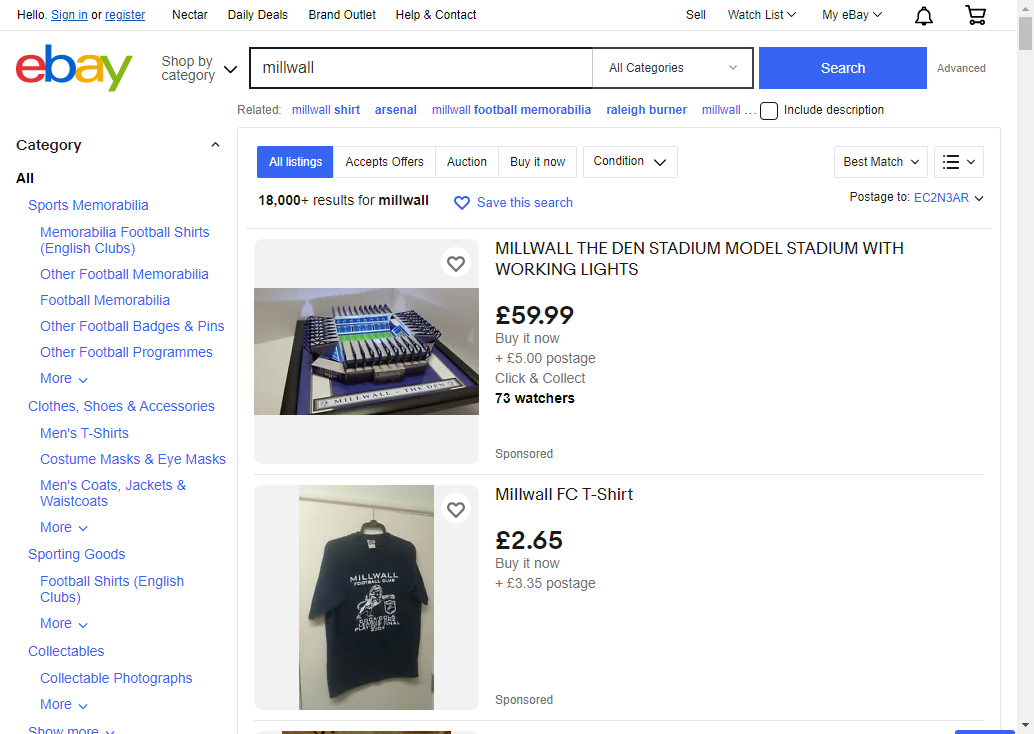 Hello. Sign in or register
Nectar
Daily Deals
Brand Outlet
Help & Contact
Sell
Watch List
My eBay
ebay
Shop by
category
millwall
All Categories
Search
Advanced
Related:
millwall shirt
arsenal
millwall football memorabilia
raleigh burner
millwall ...
Include description
Category
All
Sports Memorabilia
Memorabilia Football Shirts
(English Clubs)
Other Football Memorabilia
Football Memorabilia
Other Football Badges & Pins
Other Football Programmes
More
Clothes, Shoes & Accessories
Men's T-Shirts
Costume Masks & Eye Masks
Men's Coats, Jackets &
Waistcoats
More
Sporting Goods
Football Shirts (English
Clubs)
More
Collectables
Collectable Photographs
More
Show more
All listings
Accepts Offers
Auction
Buy it now
Condition
Best Match
18,000+ results for millwall
Save this search
Postage to: EC2N3AR
MILLWALL - THE DEN
MILLWALL THE DEN STADIUM MODEL STADIUM WITH
WORKING LIGHTS
£59.99
Buy it now
+ £5.00 postage
Click & Collect
73 watchers
Sponsored
MILLWALL
FOOTBALL CLUB
Millwall FC T-Shirt
£2.65
Buy it now
+ £3.35 postage
Sponsored